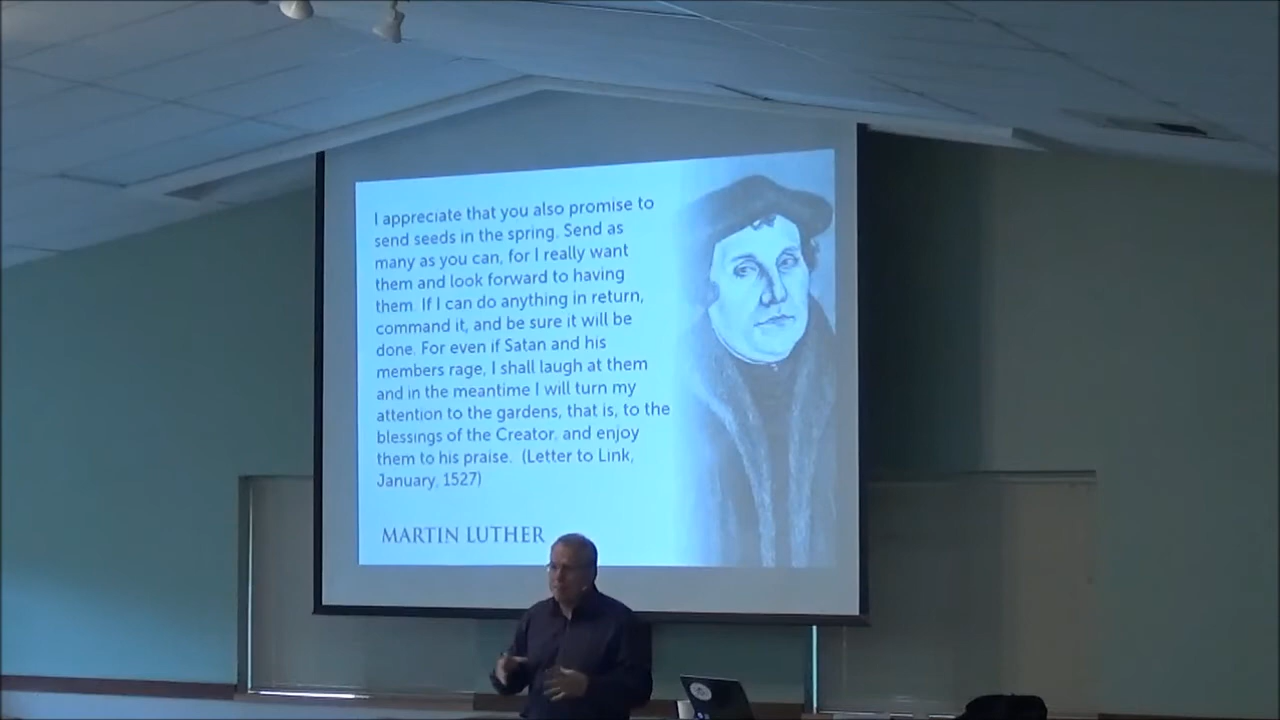 I appreciate that you also promise to
send seeds in the spring. Send as
many as you can, for I really want
them and look forward to having
them. If I can do anything in return,
command it, and be sure it will be
done. For even if Satan and his
members rage, I shall laugh at them
and in the meantime I will turn my
attention to the gardens, that is, to the
blessings of the Creator, and enjoy
them to his praise. (Letter to Link,
January, 1527)
MARTIN LUTHER